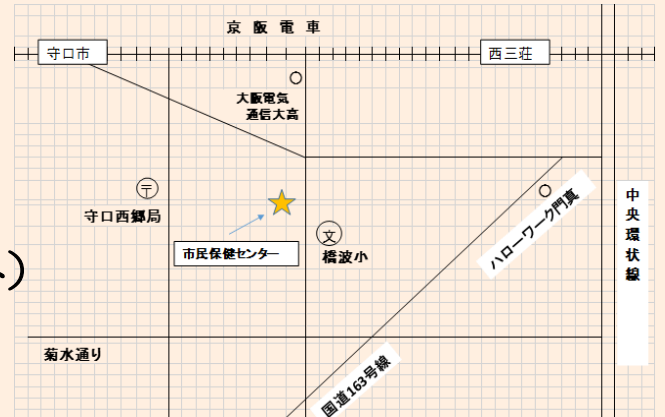 京阪電車
守口市
西三荘
大阪電気
通信大高
〒
守口西郷局
市民保健センター
文
橋波小
ハローワーク門真
中央環状線
菊水通り
国道163号線